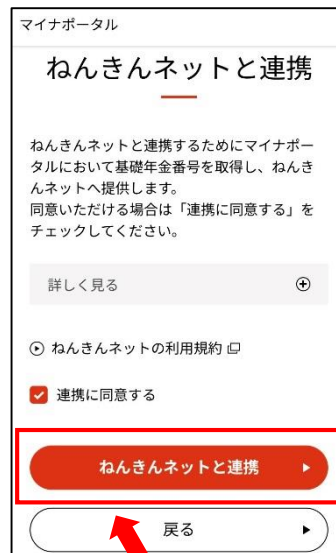 マイナポータル
ねんきんネットと連携
ねんきんネットと連携するためにマイナポー
タルにおいて基礎年金番号を取得し、ねんき
んネットへ提供します。
同意いただける場合は「連携に同意する」を
チェックしてください。
詳しく見る
ねんきんネットの利用規約
連携に同意する
ねんきんネットと連携
戻る